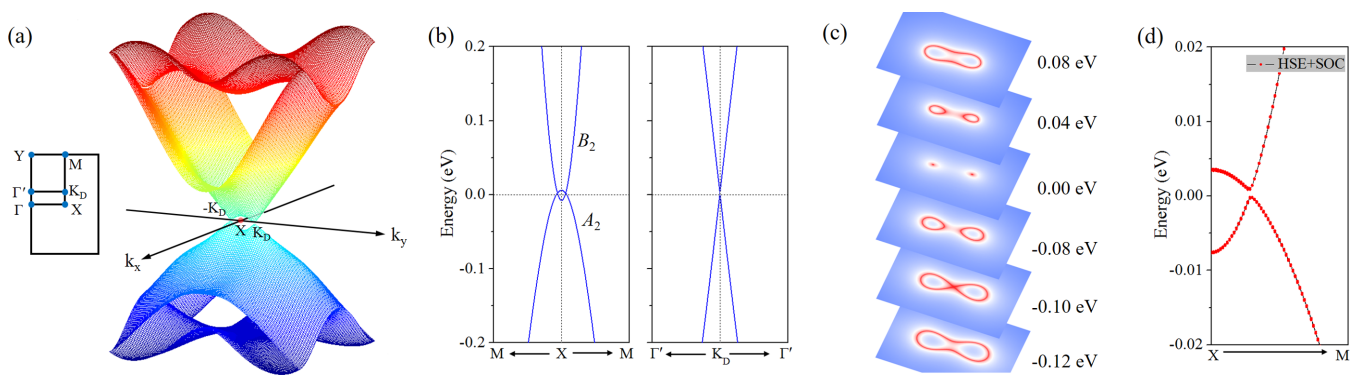 (a)
Y
M
Γ′
K_D
Γ
X
-K_D
X
K_D
k_y
k_x
(b)
Energy (eV)
0.2
0.1
0.0
-0.1
-0.2
B_2
A_2
M
X
M
Γ′
K_D
Γ′
(c)
0.08 eV
0.04 eV
0.00 eV
-0.08 eV
-0.10 eV
-0.12 eV
(d)
Energy (eV)
0.02
0.01
0.00
-0.01
-0.02
HSE+SOC
X
M